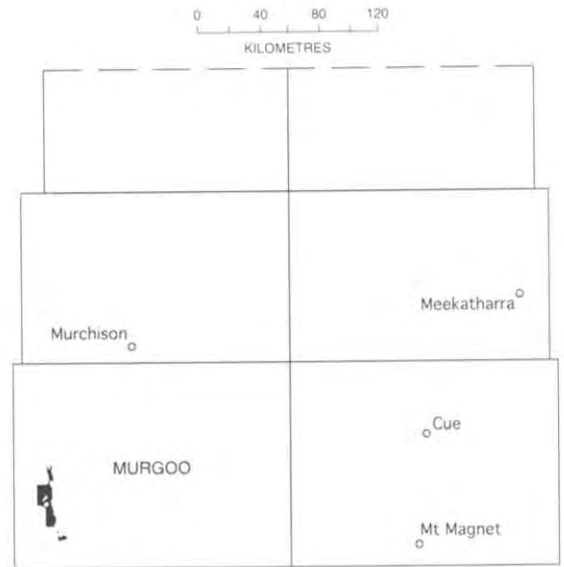 0 40 80 120
KILOMETRES
Meekatharra
Murchison
Cue
MURGOO
Mt Magnet